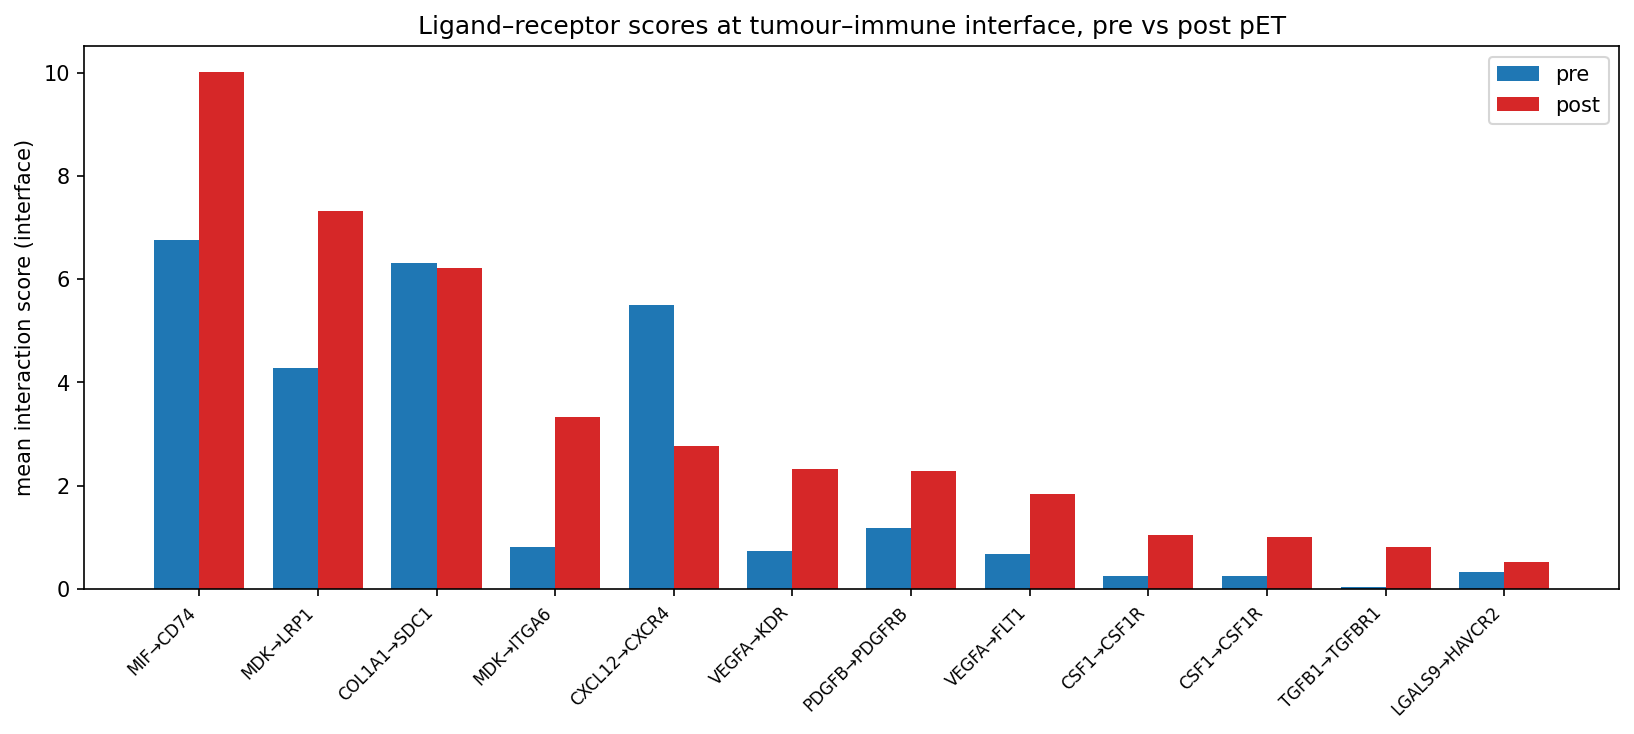 Ligand–receptor scores at tumour–immune interface, pre vs post pET
pre
post
mean interaction score (interface)
10
8
6
4
2
0
MIF→CD74
MDK→LRP1
COL1A1→SDC1
MDK→ITGA6
CXCL12→CXCR4
VEGFA→KDR
PDGFB→PDGFRB
VEGFA→FLT1
CSF1→CSF1R
CSF1→CSF1R
TGFB1→TGFBR1
LGALS9→HAVCR2